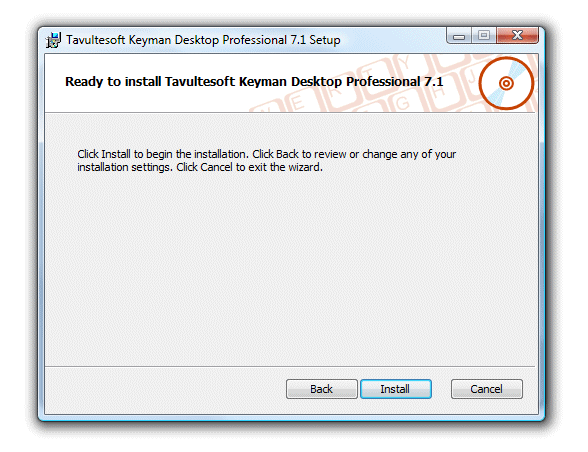 Tavultesoft Keyman Desktop Professional 7.1 Setup
Ready to install Tavultesoft Keyman Desktop Professional 7.1
Click Install to begin the installation. Click Back to review or change any of your
installation settings. Click Cancel to exit the wizard.
Back Install Cancel